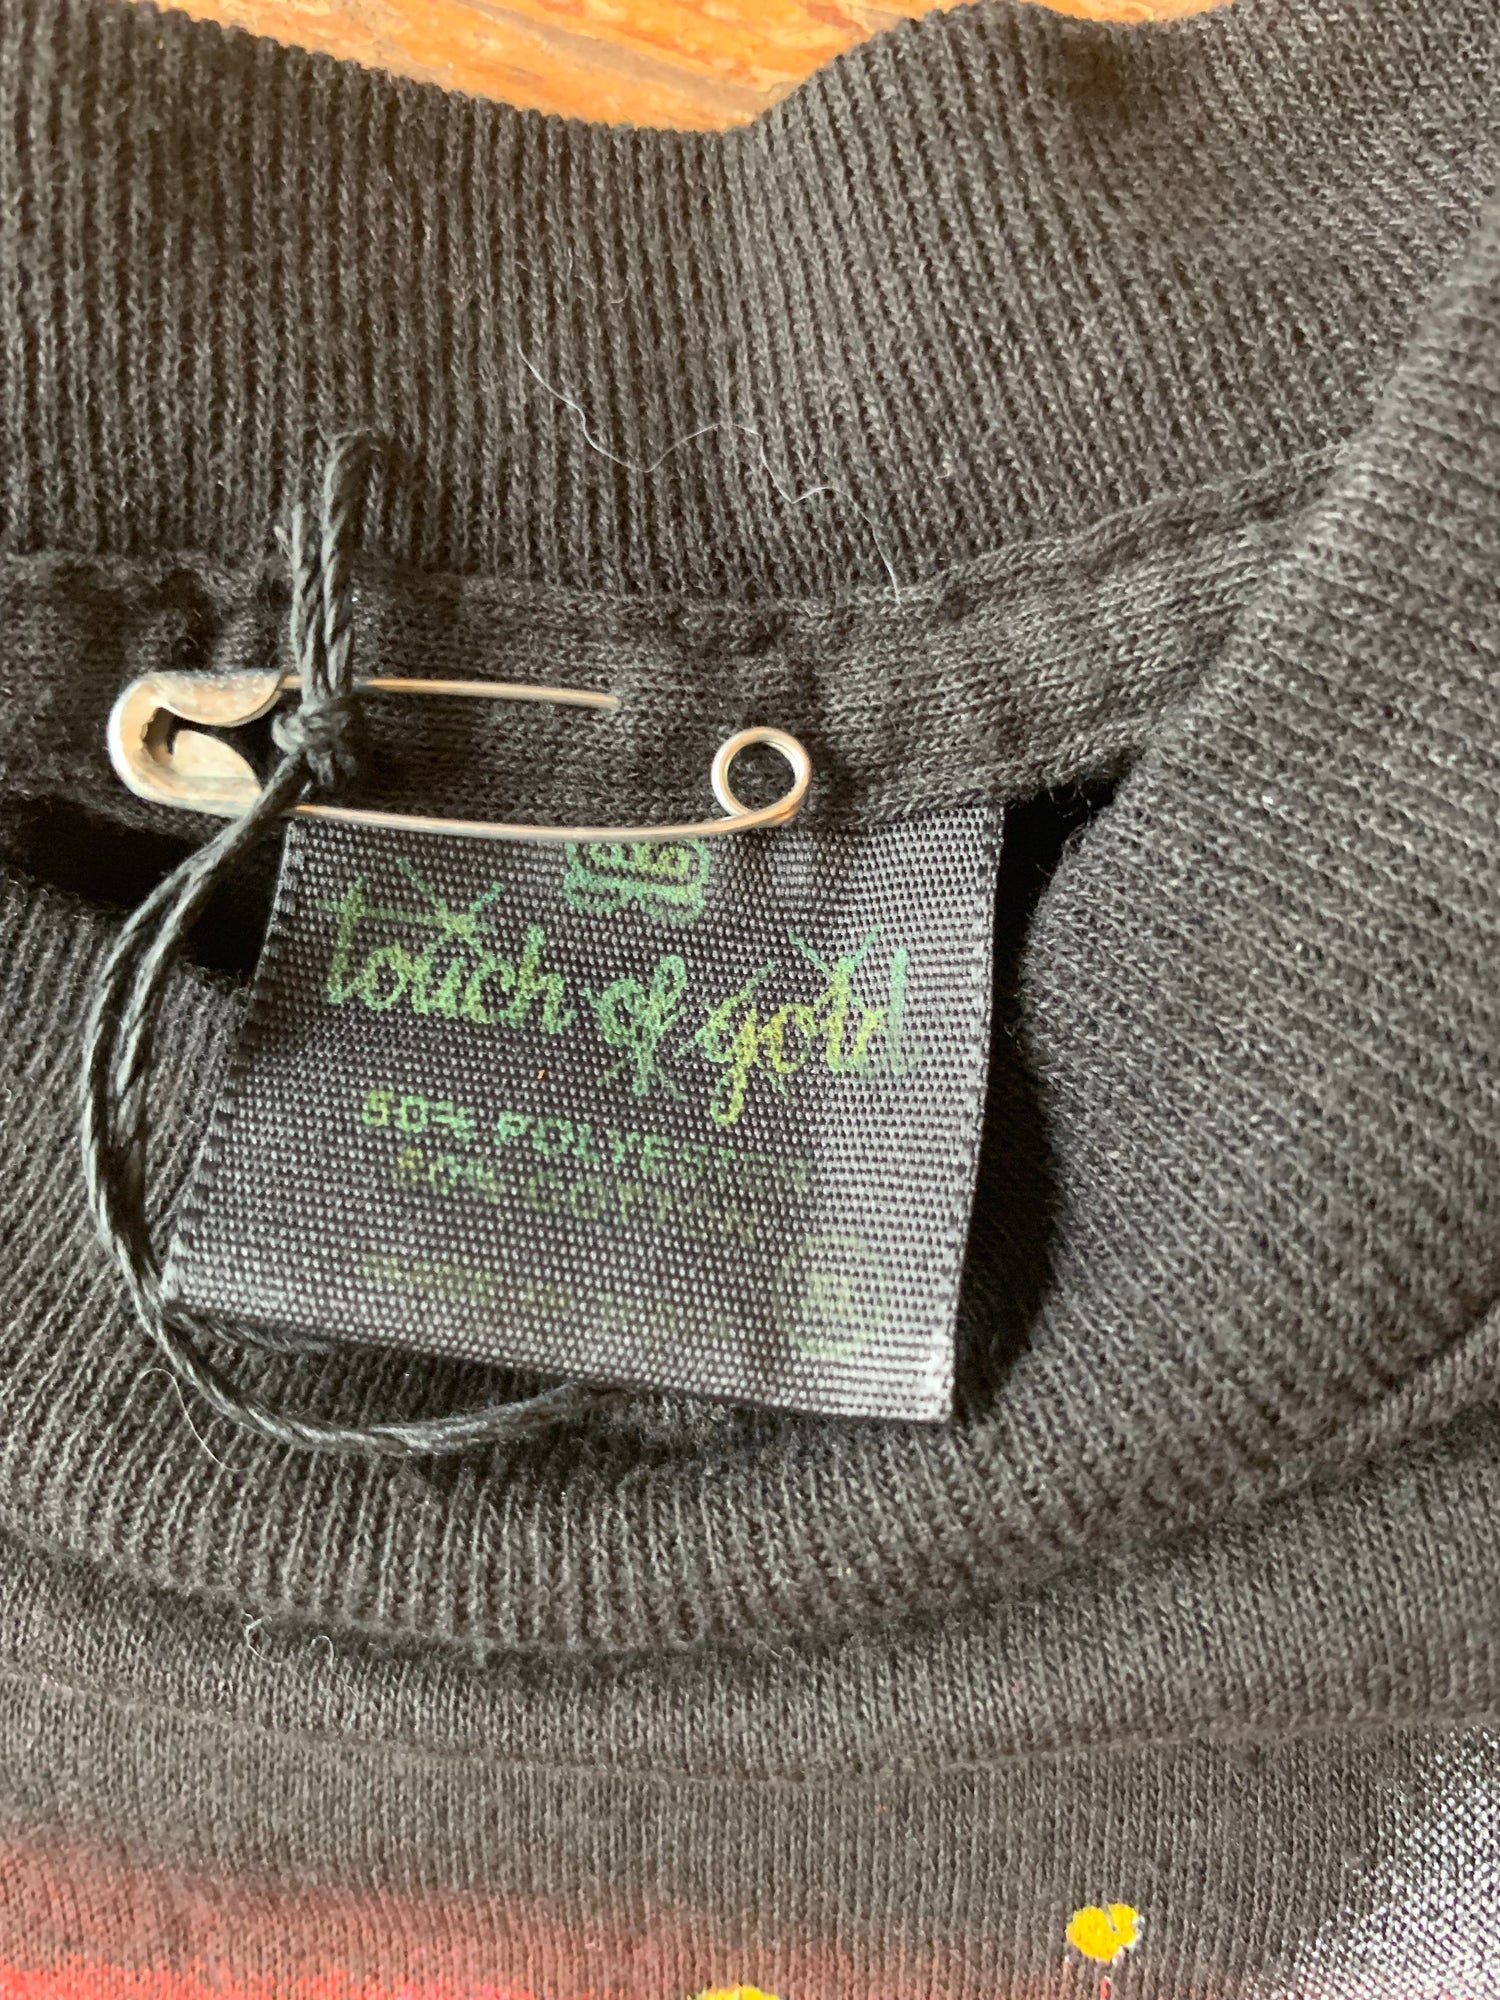 touch of gold
50% POLYESTER
50% COTTON